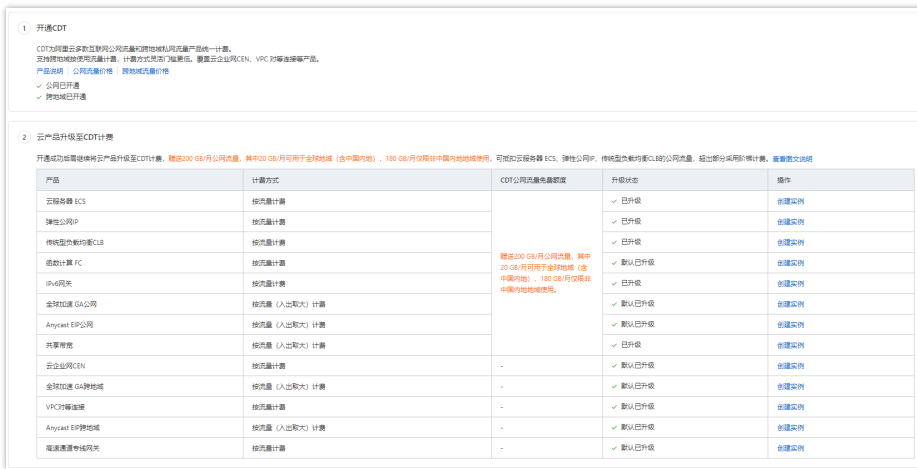 1 开通CDT
CDT为阿里云多款互联网公网流量和跨地域私网流量产品统一计费。
支持跨地域按使用流量计费，计费方式灵活门槛更低。覆盖云企业网CEN、VPC 对等连接等产品。
产品说明 | 公网流量价格 | 跨地域流量价格
✓ 公网已开通
✓ 跨地域已开通
2 云产品升级至CDT计费
开通成功后需继续将云产品升级至CDT计费，赠送200 GB/月公网流量，其中20 GB/月可用于全球地域（含中国内地）、180 GB/月仅限非中国内地地域使用，可抵扣云服务器 ECS、弹性公网IP、传统型负载均衡CLB的公网流量，超出部分采用阶梯计费。查看图文说明
产品 计费方式 CDT公网流量免费额度 升级状态 操作
云服务器 ECS 按流量计费 ✓ 已升级 创建实例
弹性公网IP 按流量计费 ✓ 已升级 创建实例
传统型负载均衡CLB 按流量计费 ✓ 已升级 创建实例
赠送200 GB/月公网流量，其中
20 GB/月可用于全球地域（含
中国内地）、180 GB/月仅限非
中国内地地域使用。
函数计算 FC 按流量计费 ✓ 默认已升级 创建实例
IPv6网关 按流量计费 ✓ 已升级 创建实例
全球加速 GA公网 按流量（入出取大）计费 ✓ 默认已升级 创建实例
Anycast EIP公网 按流量（入出取大）计费 ✓ 默认已升级 创建实例
共享带宽 按流量（入出取大）计费 ✓ 已升级 创建实例
云企业网CEN 按流量计费 - ✓ 默认已升级 创建实例
全球加速 GA跨地域 按流量（入出取大）计费 - ✓ 默认已升级 创建实例
VPC对等连接 按流量计费 - ✓ 默认已升级 创建实例
Anycast EIP跨地域 按流量（入出取大）计费 - ✓ 默认已升级 创建实例
高速通道专线网关 按流量计费 - ✓ 默认已升级 创建实例